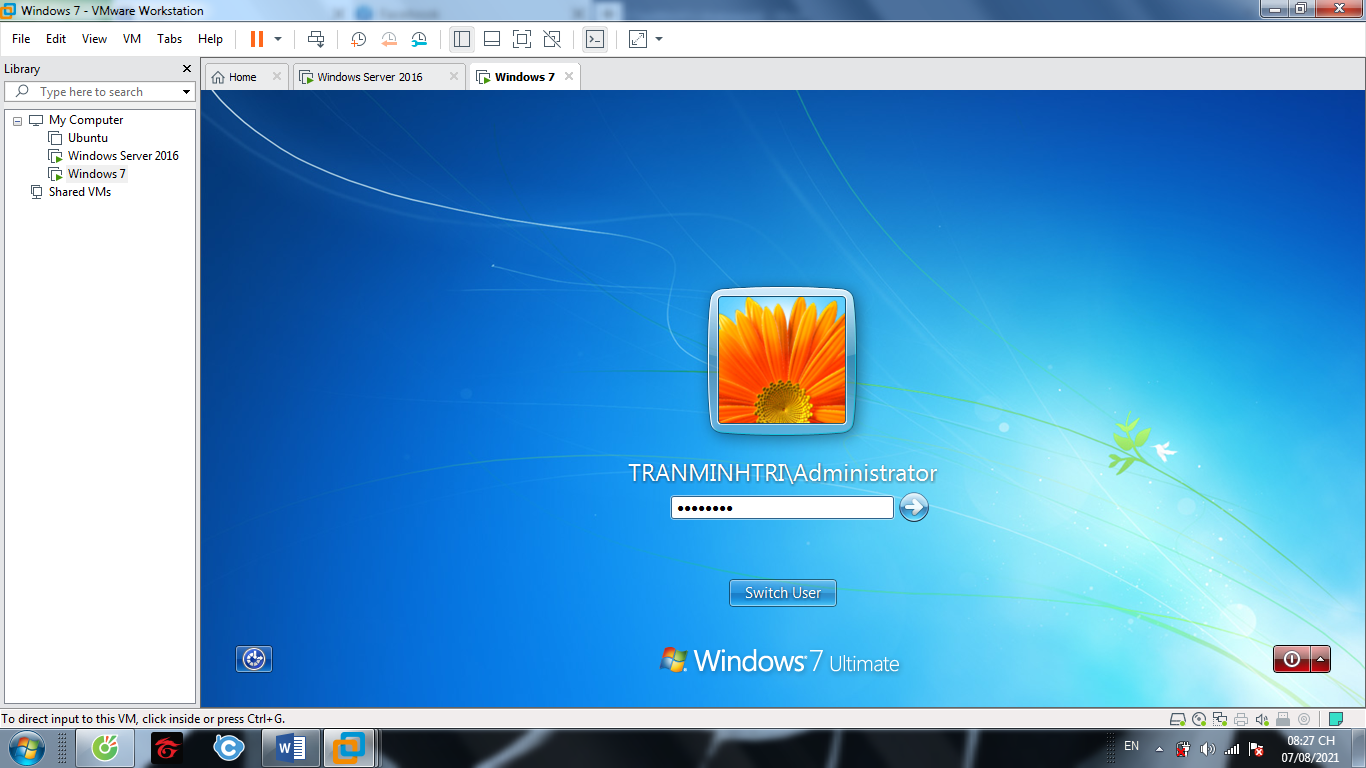 Windows 7 - VMware Workstation
File Edit View VM Tabs Help
Library
Type here to search
My Computer
Ubuntu
Windows Server 2016
Windows 7
Shared VMs
Home Windows Server 2016 Windows 7
TRANMINHTRI\Administrator
Switch User
Windows 7 Ultimate
To direct input to this VM, click inside or press Ctrl+G.
EN
08:27 CH
07/08/2021